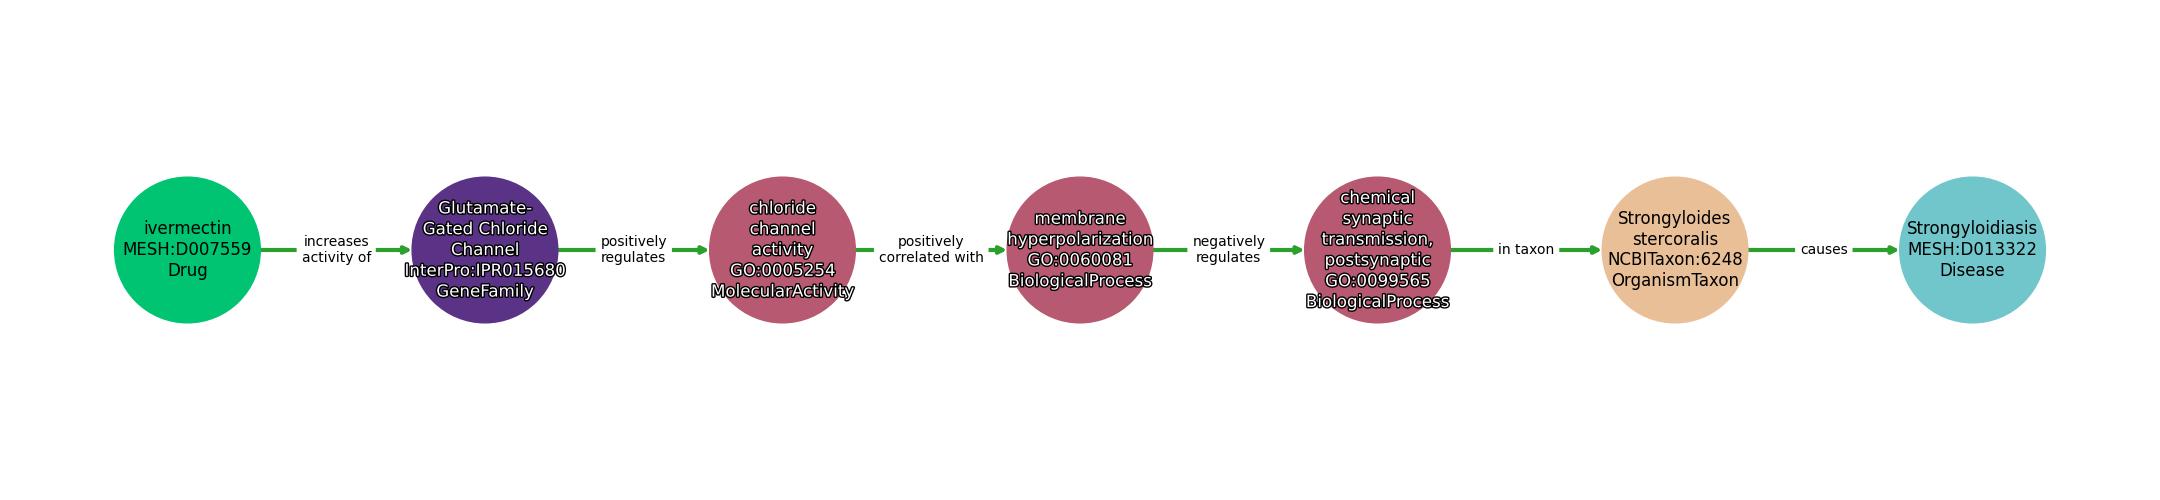 ivermectin
MESH:D007559
Drug
increases
activity of
Glutamate-
Gated Chloride
Channel
InterPro:IPR015680
GeneFamily
positively
regulates
chloride
channel
activity
GO:0005254
MolecularActivity
positively
correlated with
membrane
hyperpolarization
GO:0060081
BiologicalProcess
negatively
regulates
chemical
synaptic
transmission,
postsynaptic
GO:0099565
BiologicalProcess
in taxon
Strongyloides
stercoralis
NCBITaxon:6248
OrganismTaxon
causes
Strongyloidiasis
MESH:D013322
Disease